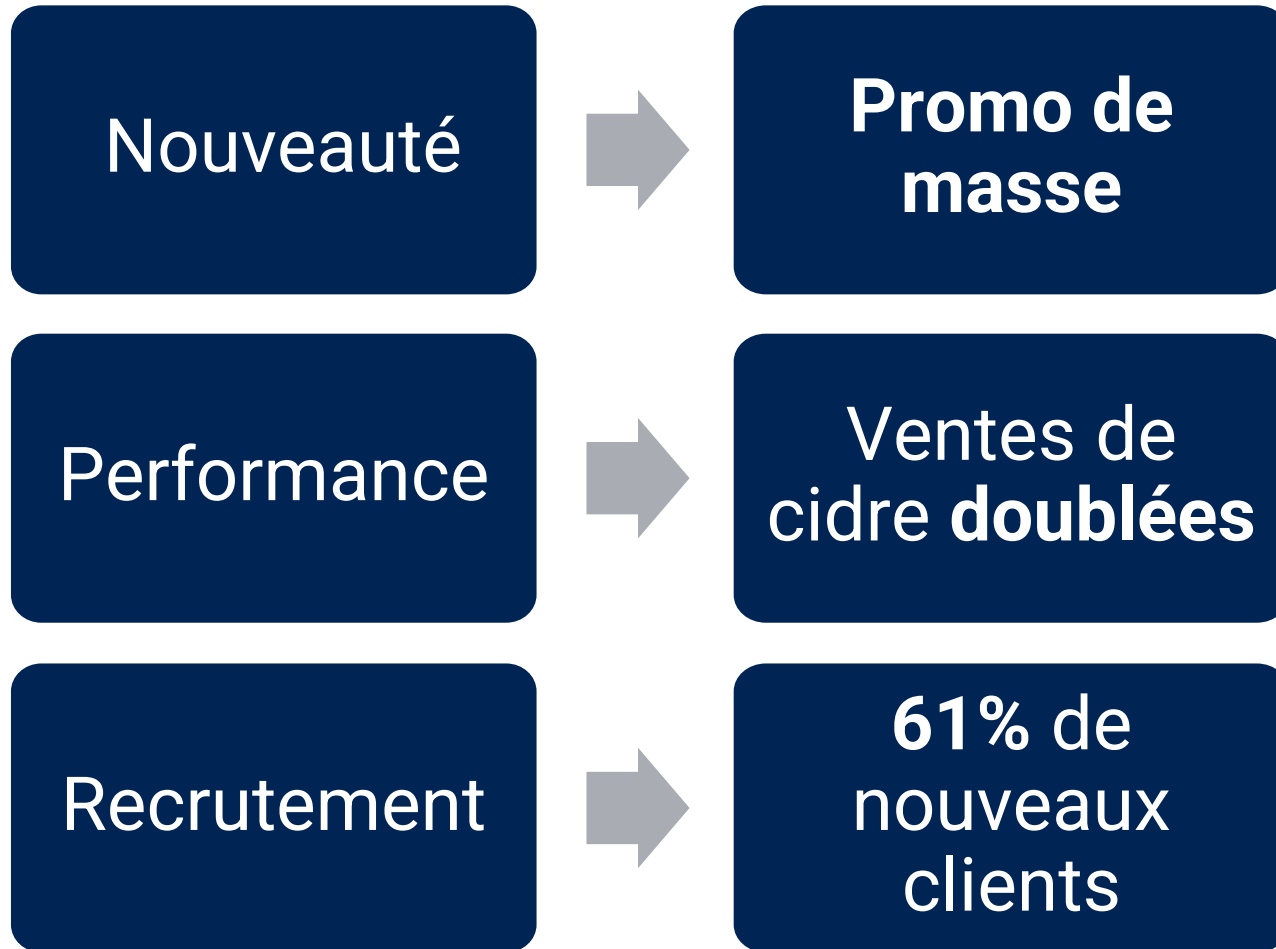 Nouveauté
Promo de
masse
Performance
Ventes de
cidre doublées
Recrutement
61% de
nouveaux
clients